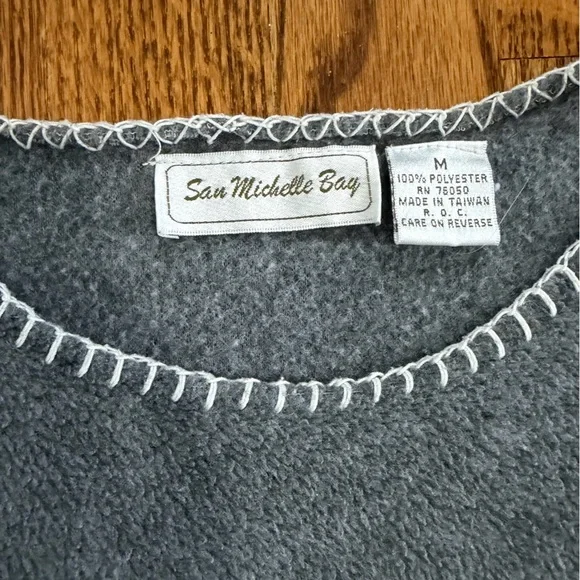 San Michelle Bay
M
100% POLYESTER
RN 76050
MADE IN TAIWAN
R. O. C.
CARE ON REVERSE